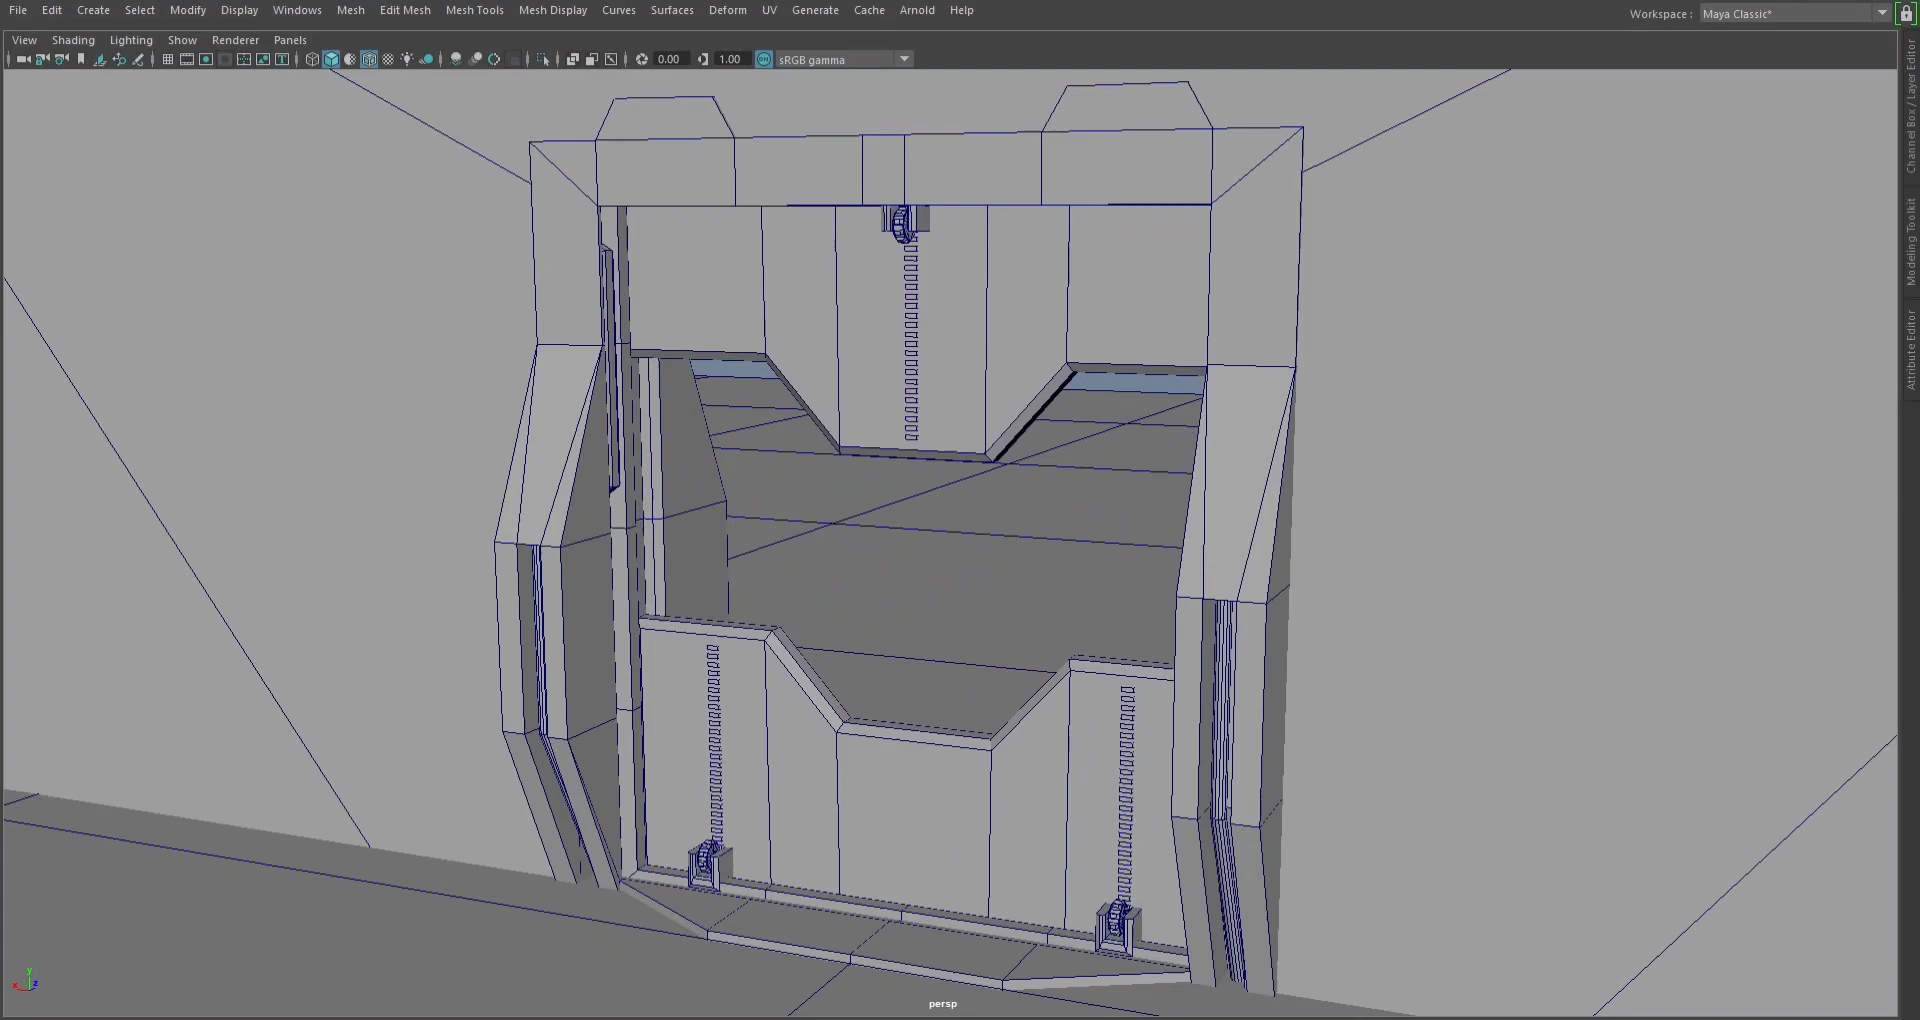 File Edit Create Select Modify Display Windows Mesh Edit Mesh Mesh Tools Mesh Display Curves Surfaces Deform UV Generate Cache Arnold Help
Workspace : Maya Classic*
View Shading Lighting Show Renderer Panels
0.00 1.00 ON sRGB gamma
Channel Box / Layer Editor
Modeling Toolkit
Attribute Editor
y
x z
persp